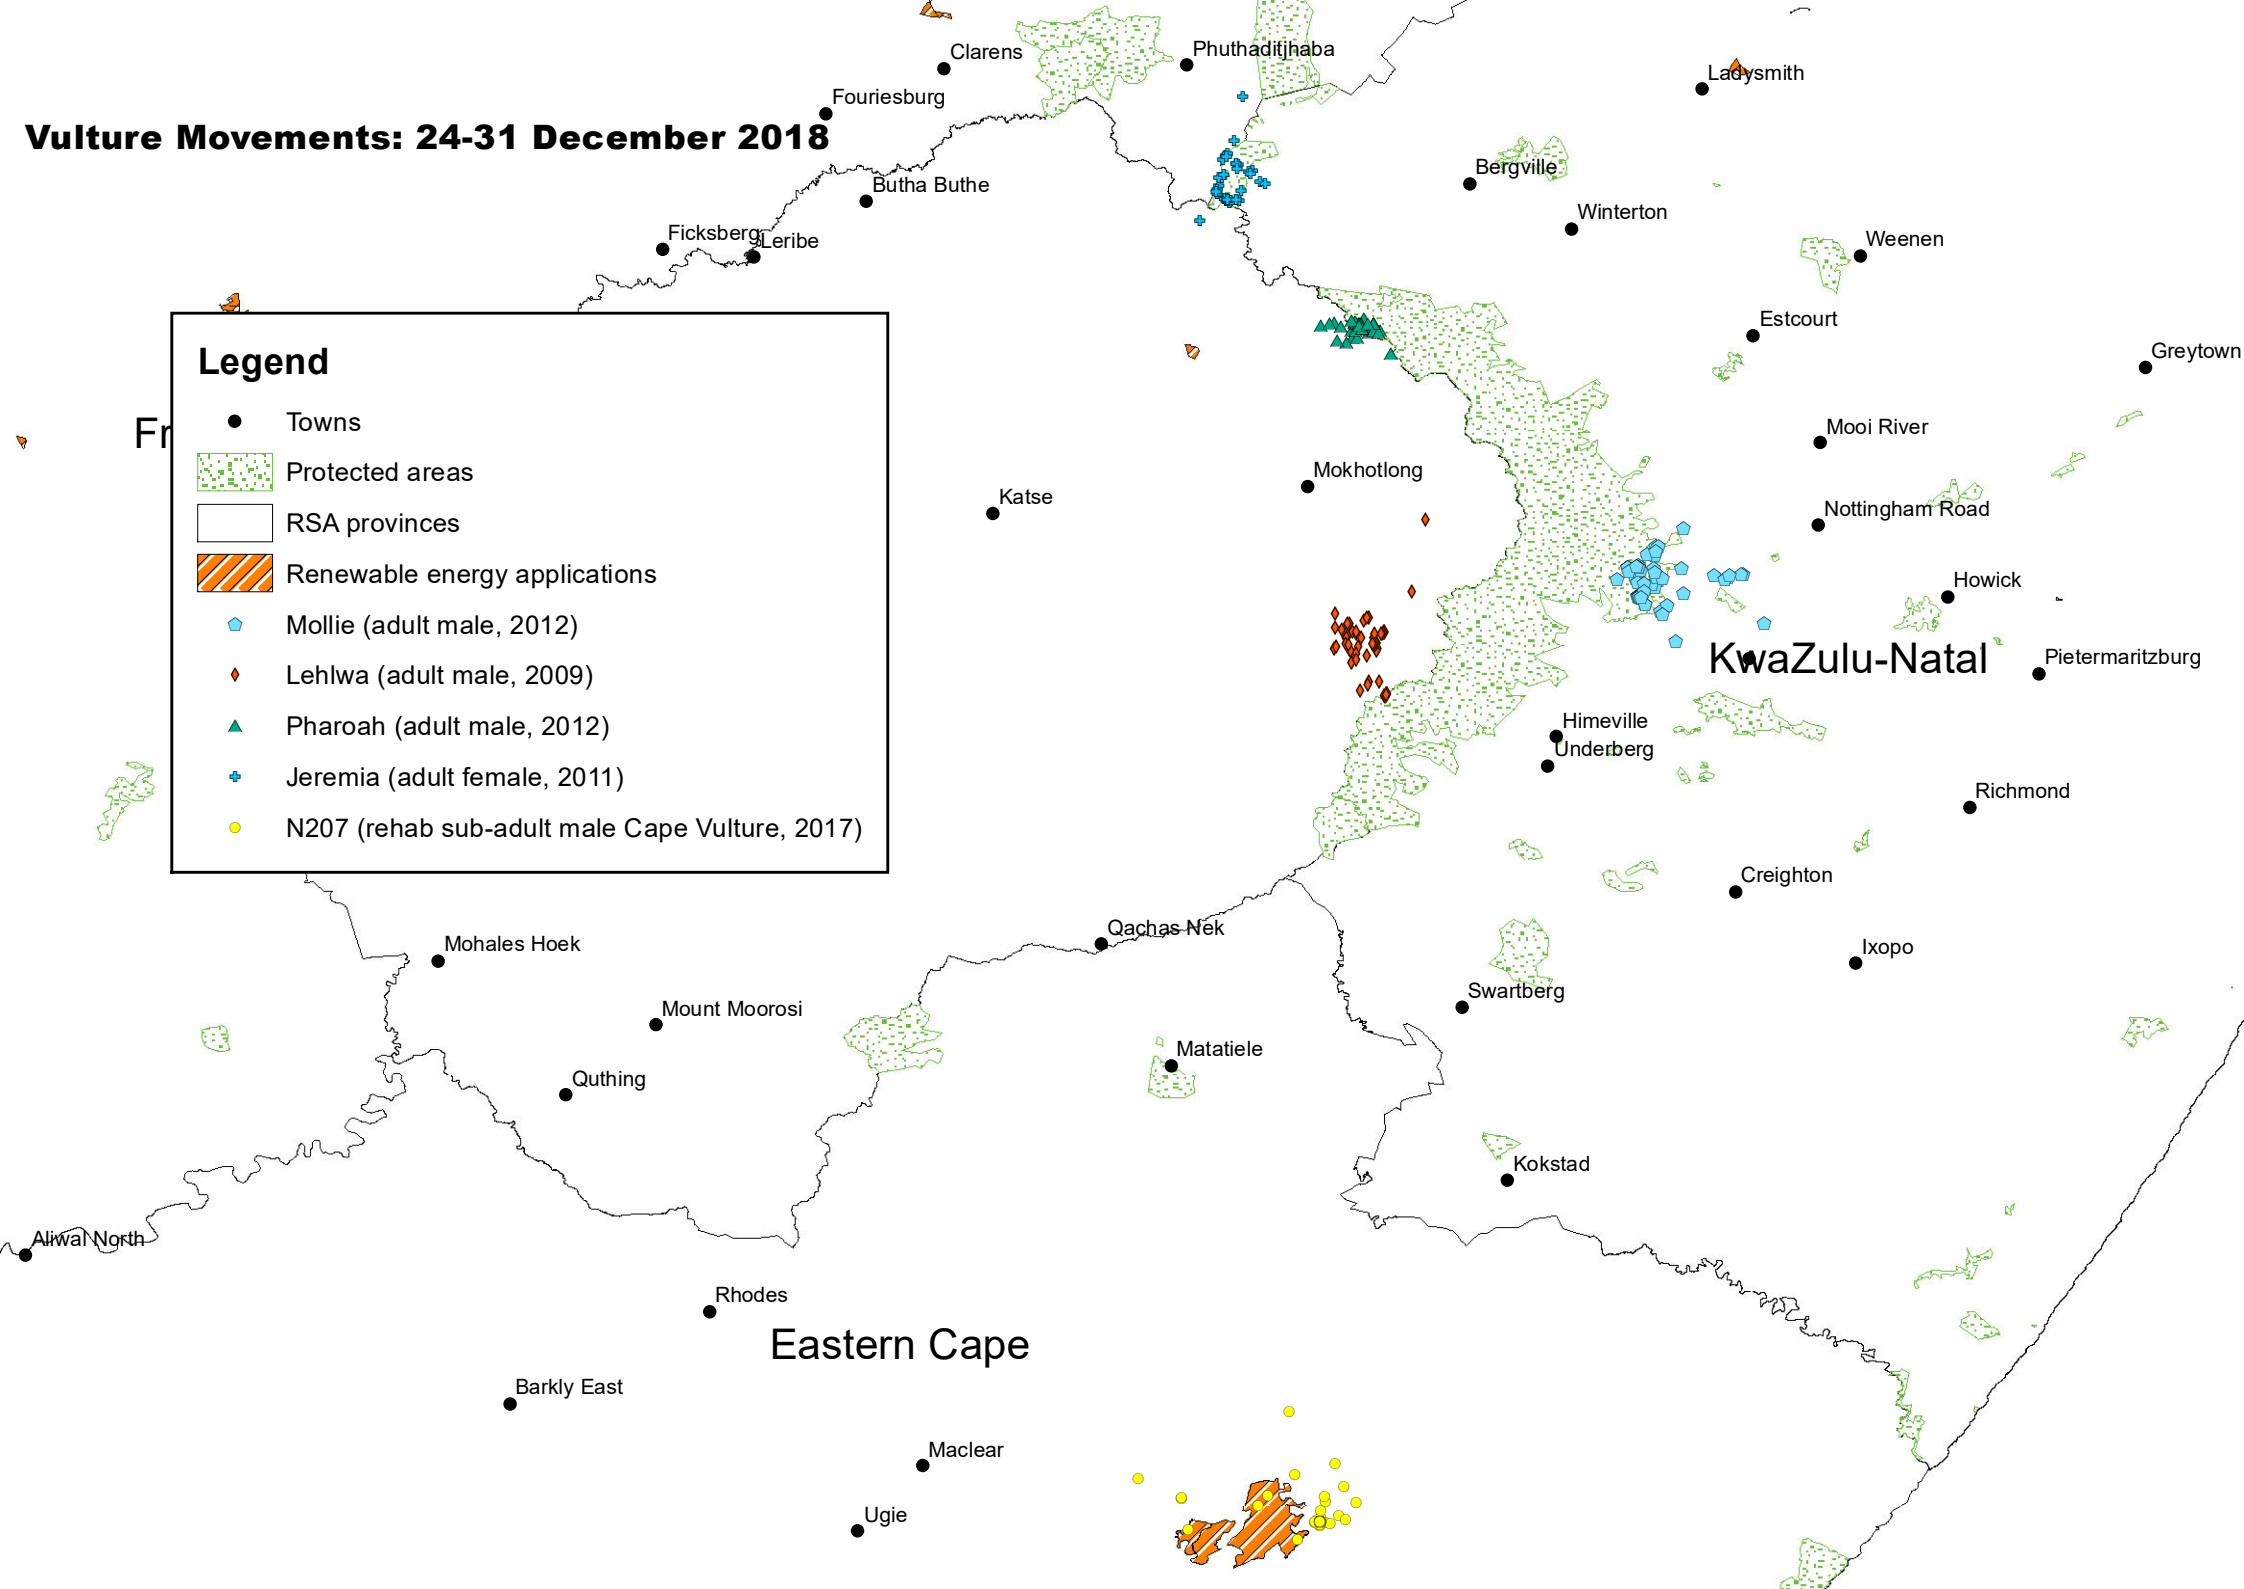 Clarens
Phuthaditjhaba
Ladysmith
Fouriesburg
Vulture Movements: 24-31 December 2018
Bergville
Butha Buthe
Winterton
Ficksberg
Leribe
Weenen
Estcourt
Greytown
Legend
Towns
Fr
Mooi River
Protected areas
Mokhotlong
Katse
Nottingham Road
RSA provinces
Renewable energy applications
Howick
Mollie (adult male, 2012)
KwaZulu-Natal
Pietermaritzburg
Lehlwa (adult male, 2009)
Himeville
Pharoah (adult male, 2012)
Underberg
Jeremia (adult female, 2011)
Richmond
N207 (rehab sub-adult male Cape Vulture, 2017)
Creighton
Qachas Nek
Mohales Hoek
Ixopo
Swartberg
Mount Moorosi
Matatiele
Quthing
Kokstad
Aliwal North
Rhodes
Eastern Cape
Barkly East
Maclear
Ugie